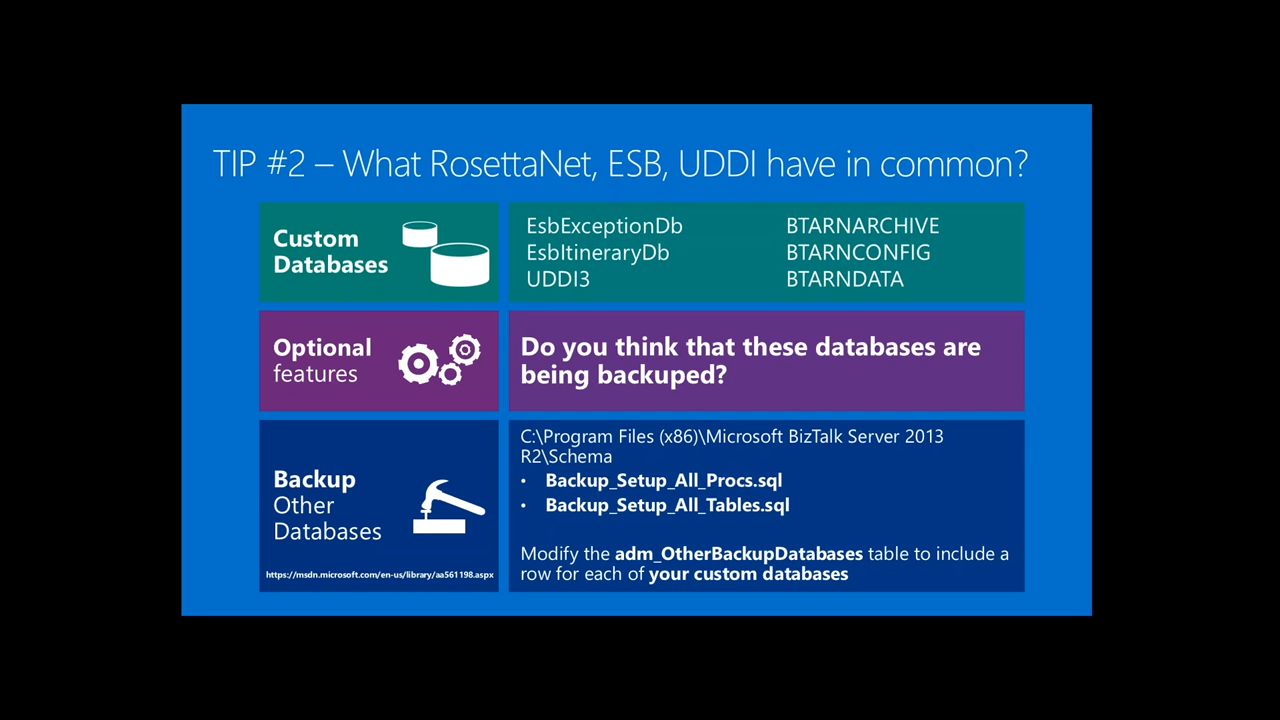 TIP #2 – What RosettaNet, ESB, UDDI have in common?
Custom
Databases
EsbExceptionDb
EsbItineraryDb
UDDI3
BTARNARCHIVE
BTARNCONFIG
BTARNDATA
Optional
features
Do you think that these databases are
being backuped?
Backup
Other
Databases
https://msdn.microsoft.com/en-us/library/aa561198.aspx
C:\Program Files (x86)\Microsoft BizTalk Server 2013
R2\Schema
• Backup_Setup_All_Procs.sql
• Backup_Setup_All_Tables.sql
Modify the adm_OtherBackupDatabases table to include a
row for each of your custom databases